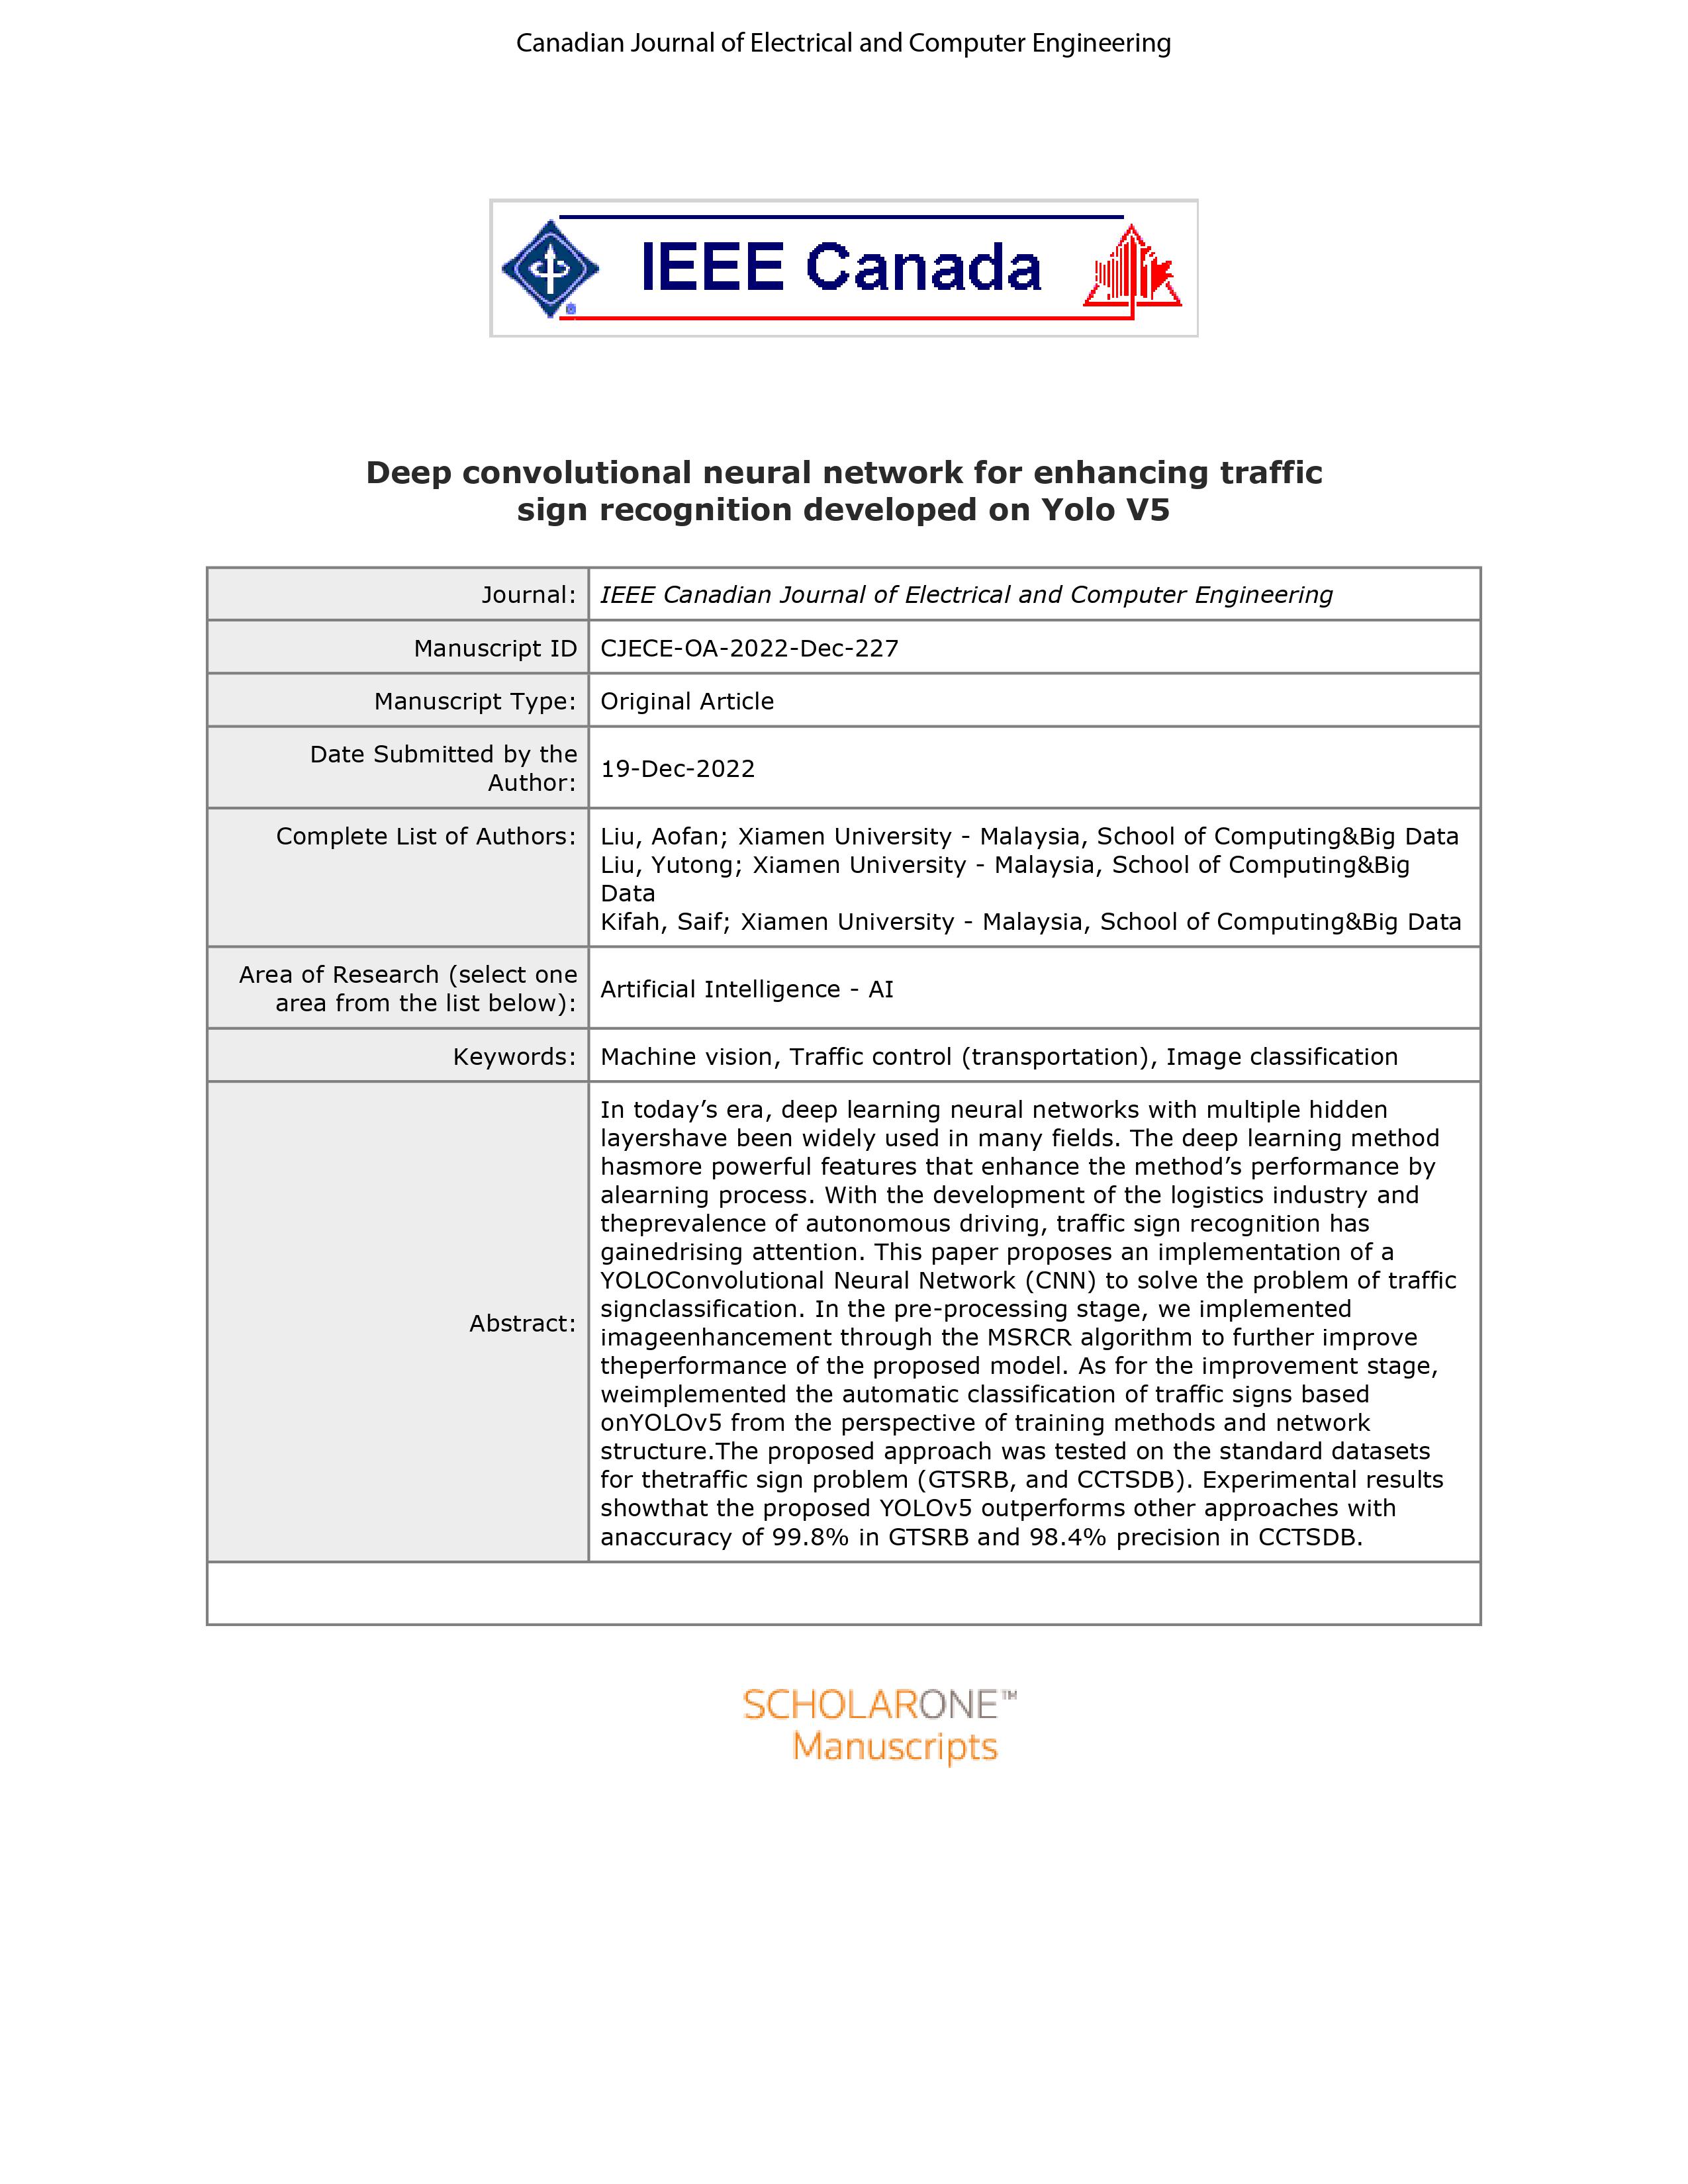 Canadian Journal of Electrical and Computer Engineering
IEEE Canada
Deep convolutional neural network for enhancing traffic
sign recognition developed on Yolo V5
Journal: IEEE Canadian Journal of Electrical and Computer Engineering
Manuscript ID CJECE-OA-2022-Dec-227
Manuscript Type: Original Article
Date Submitted by the
Author:
19-Dec-2022
Complete List of Authors: Liu, Aofan; Xiamen University - Malaysia, School of Computing&Big Data
Liu, Yutong; Xiamen University - Malaysia, School of Computing&Big
Data
Kifah, Saif; Xiamen University - Malaysia, School of Computing&Big Data
Area of Research (select one
area from the list below):
Artificial Intelligence - AI
Keywords: Machine vision, Traffic control (transportation), Image classification
Abstract:
In today’s era, deep learning neural networks with multiple hidden
layershave been widely used in many fields. The deep learning method
hasmore powerful features that enhance the method’s performance by
alearning process. With the development of the logistics industry and
theprevalence of autonomous driving, traffic sign recognition has
gainedrising attention. This paper proposes an implementation of a
YOLOConvolutional Neural Network (CNN) to solve the problem of traffic
signclassification. In the pre-processing stage, we implemented
imageenhancement through the MSRCR algorithm to further improve
theperformance of the proposed model. As for the improvement stage,
weimplemented the automatic classification of traffic signs based
onYOLOv5 from the perspective of training methods and network
structure.The proposed approach was tested on the standard datasets
for thetraffic sign problem (GTSRB, and CCTSDB). Experimental results
showthat the proposed YOLOv5 outperforms other approaches with
anaccuracy of 99.8% in GTSRB and 98.4% precision in CCTSDB.
SCHOLARONE™
Manuscripts